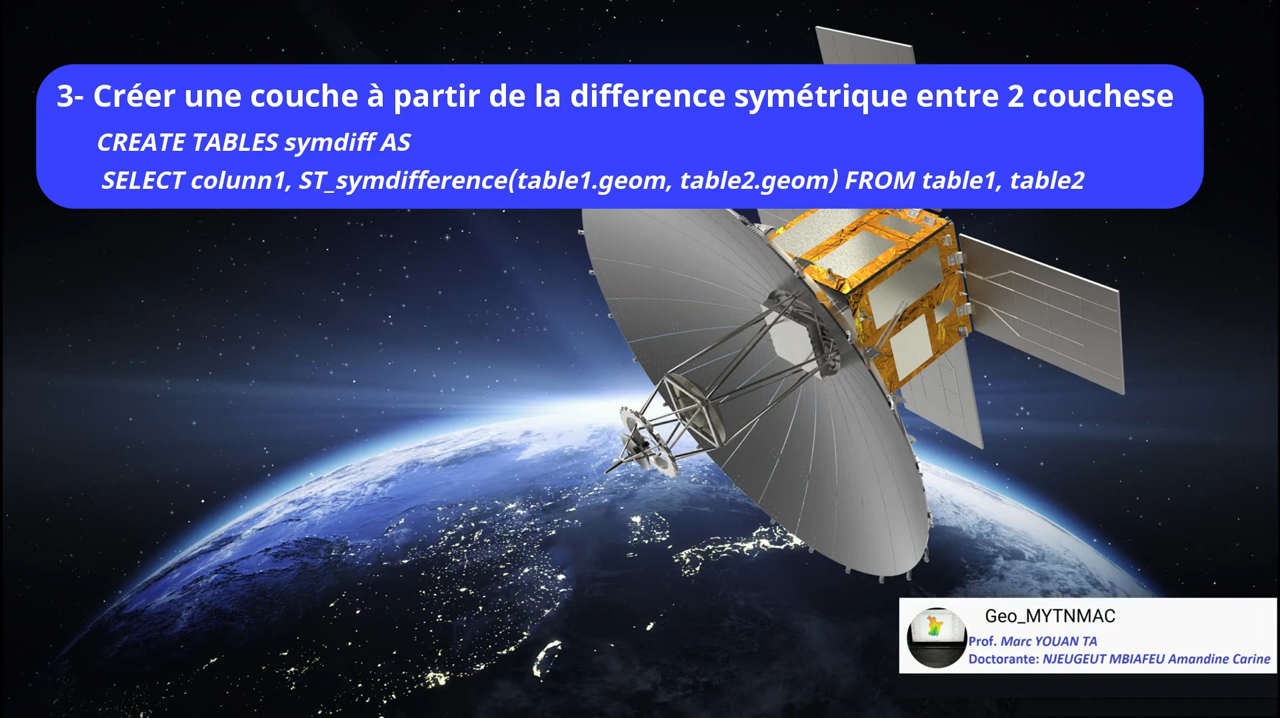 3- Créer une couche à partir de la difference symétrique entre 2 couchese
CREATE TABLES symdiff AS
SELECT colunn1, ST_symdifference(table1.geom, table2.geom) FROM table1, table2
Geo_MYTNMAC
Prof. Marc YOUAN TA
Doctorante: NJEUGEUT MBIAFEU Amandine Carine